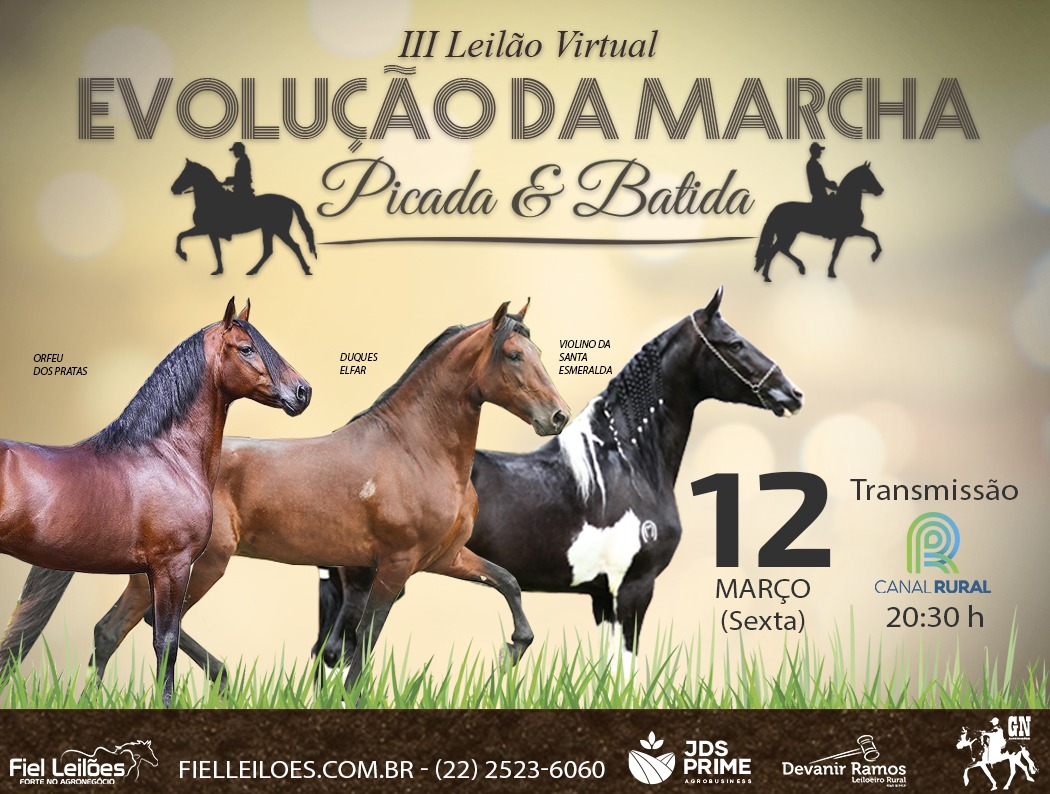 III Leilão Virtual
EVOLUÇÃO DA MARCHA
Picada & Batida
ORFEU
DOS PRATAS
DUQUES
ELFAR
VIOLINO DA
SANTA
ESMERALDA
12
MARÇO
(Sexta)
Transmissão
CANAL RURAL
20:30 h
Fiel Leilões
FORTE NO AGRONEGÓCIO
FIELLEILOES.COM.BR - (22) 2523-6060
JDS
PRIME
AGROBUSINESS
Devanir Ramos
Leiloeiro Rural
GN